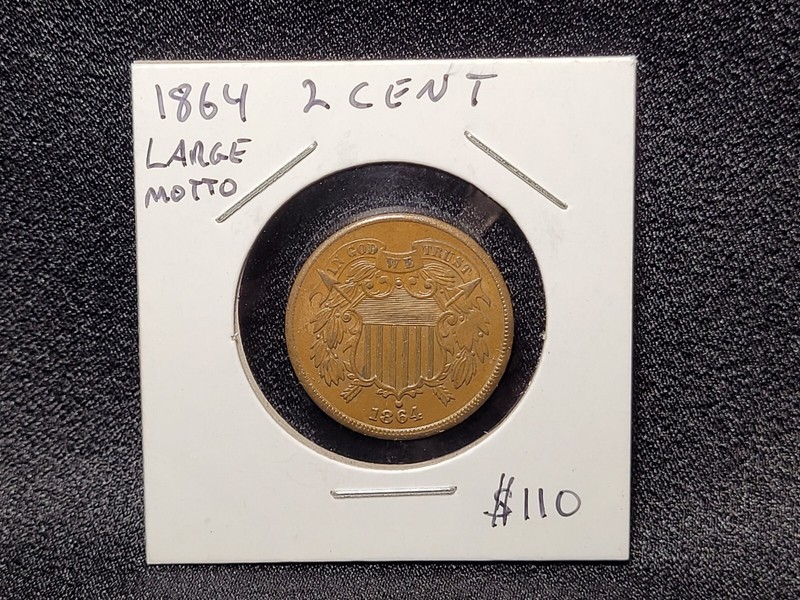 1864 2 CENT
LARGE
MOTTO
IN GOD WE TRUST
1864
$110